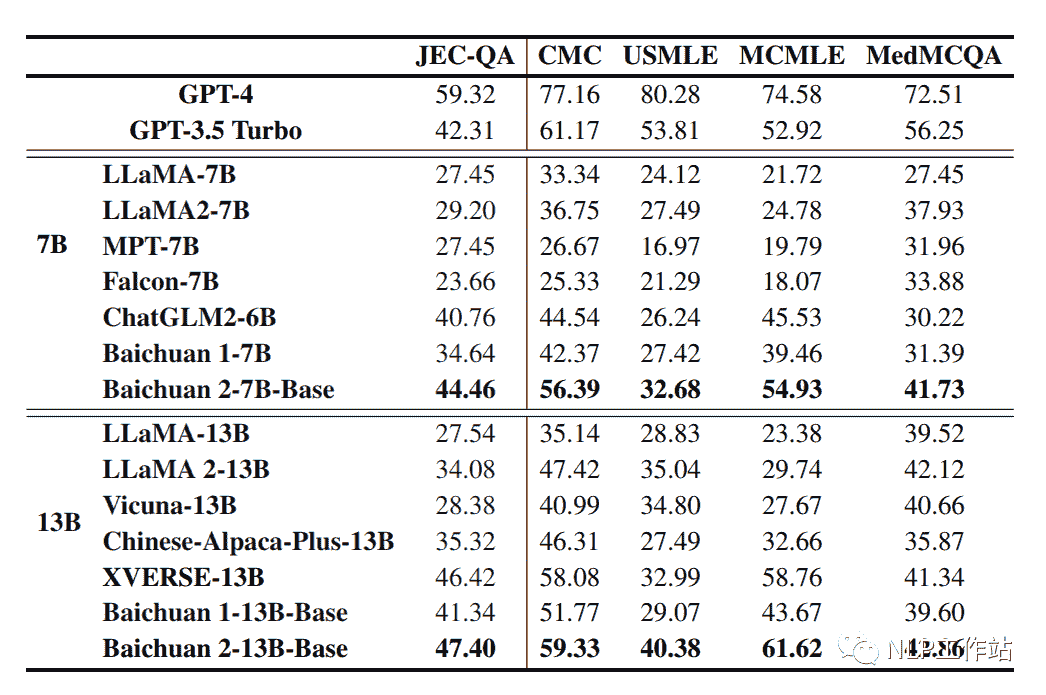 JEC-QA CMC USMLE MCMLE MedMCQA
GPT-4 59.32 77.16 80.28 74.58 72.51
GPT-3.5 Turbo 42.31 61.17 53.81 52.92 56.25
7B
LLaMA-7B 27.45 33.34 24.12 21.72 27.45
LLaMA2-7B 29.20 36.75 27.49 24.78 37.93
MPT-7B 27.45 26.67 16.97 19.79 31.96
Falcon-7B 23.66 25.33 21.29 18.07 33.88
ChatGLM2-6B 40.76 44.54 26.24 45.53 30.22
Baichuan 1-7B 34.64 42.37 27.42 39.46 31.39
Baichuan 2-7B-Base 44.46 56.39 32.68 54.93 41.73
13B
LLaMA-13B 27.54 35.14 28.83 23.38 39.52
LLaMA 2-13B 34.08 47.42 35.04 29.74 42.12
Vicuna-13B 28.38 40.99 34.80 27.67 40.66
Chinese-Alpaca-Plus-13B 35.32 46.31 27.49 32.66 35.87
XVERSE-13B 46.42 58.08 32.99 58.76 41.34
Baichuan 1-13B-Base 41.34 51.77 29.07 43.67 39.60
Baichuan 2-13B-Base 47.40 59.33 40.38 61.62
NLP工作站